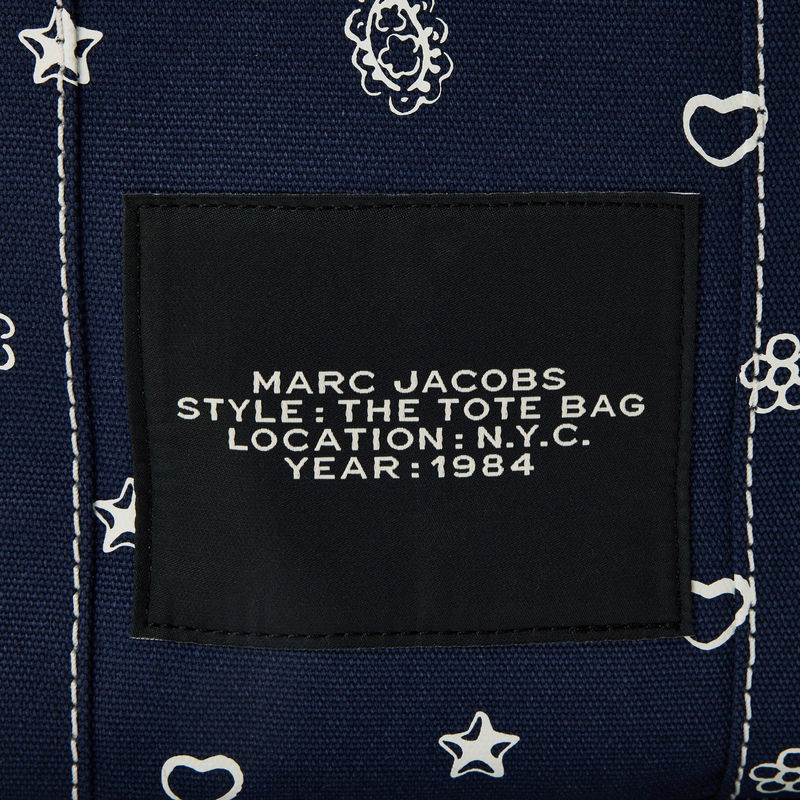 MARC JACOBS
STYLE: THE TOTE BAG
LOCATION: N.Y.C.
YEAR: 1984